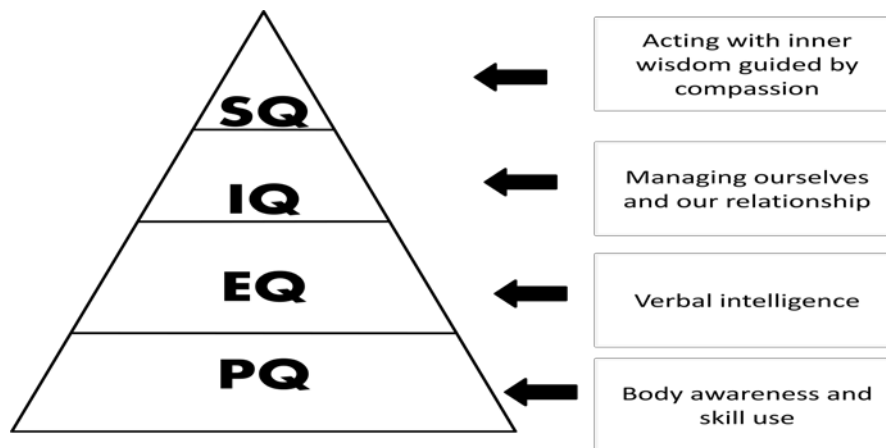 SQ
Acting with inner
wisdom guided by
compassion
IQ
Managing ourselves
and our relationship
EQ
Verbal intelligence
PQ
Body awareness and
skill use